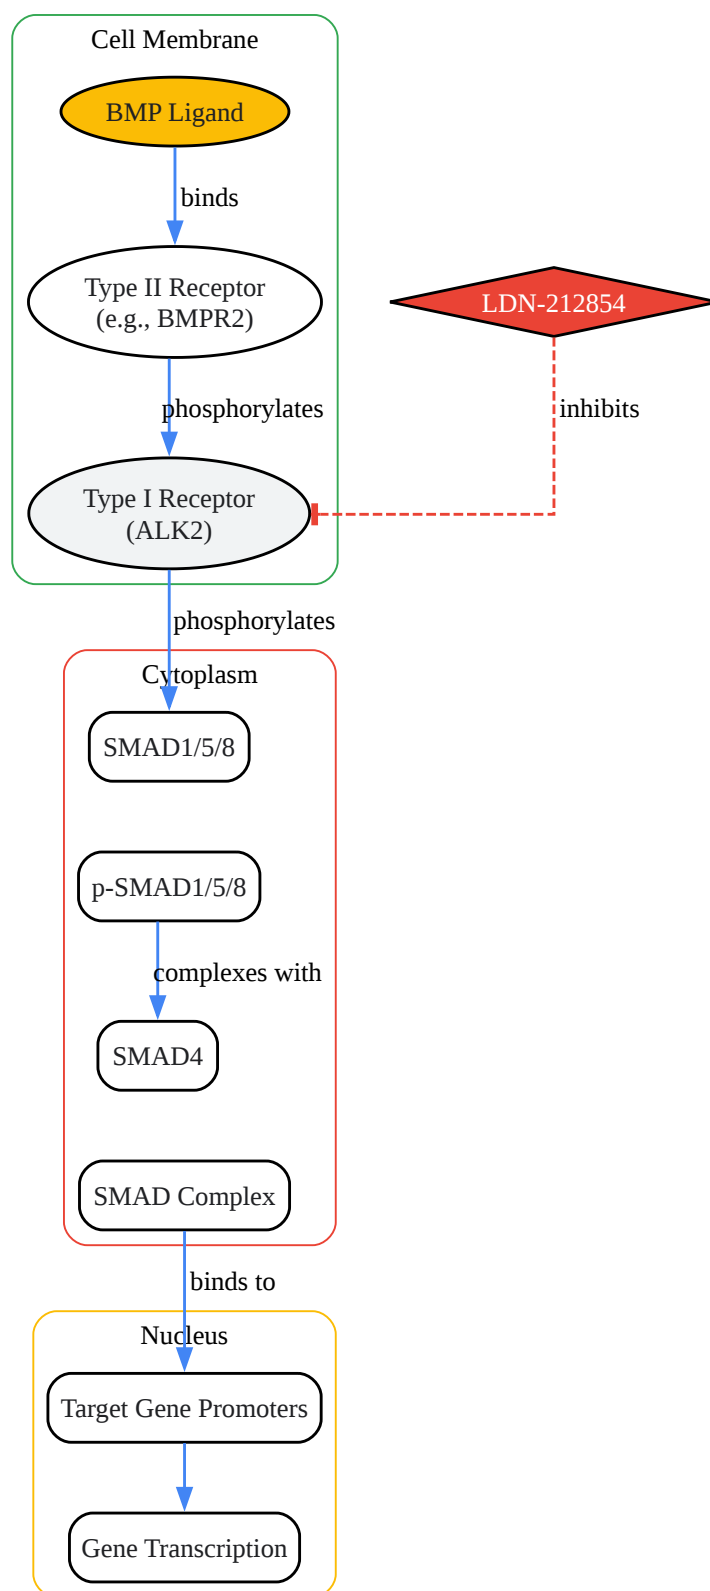 Cell Membrane
BMP Ligand
binds
Type II Receptor
(e.g., BMPR2)
LDN-212854
phosphorylates
inhibits
Type I Receptor
(ALK2)
phosphorylates
Cytoplasm
SMAD1/5/8
p-SMAD1/5/8
complexes with
SMAD4
SMAD Complex
binds to
Nucleus
Target Gene Promoters
Gene Transcription